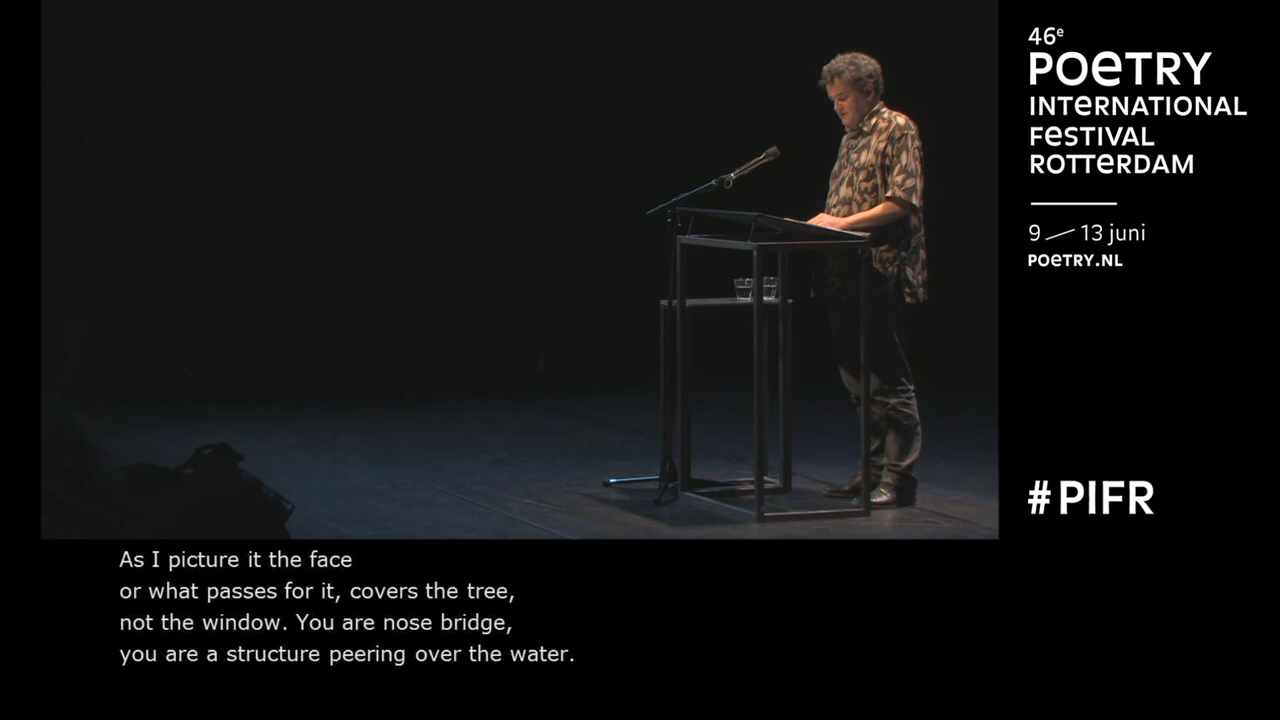 46e
POETRY
INTERNATIONAL
FESTIVAL
ROTTERDAM
9 — 13 juni
POETRY.NL
#PIFR
As I picture it the face
or what passes for it, covers the tree,
not the window. You are nose bridge,
you are a structure peering over the water.